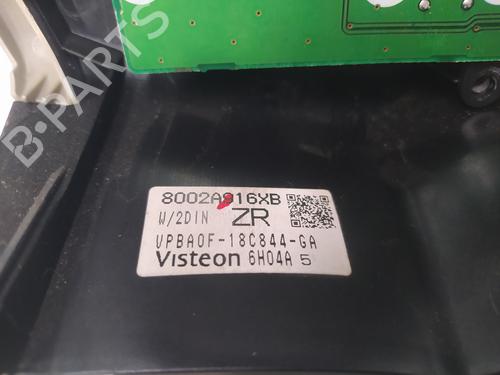 B-PARTS
8002A916XB
W/2DIN ZR
VPBA0F-18C844-GA
Visteon 6H04A 5